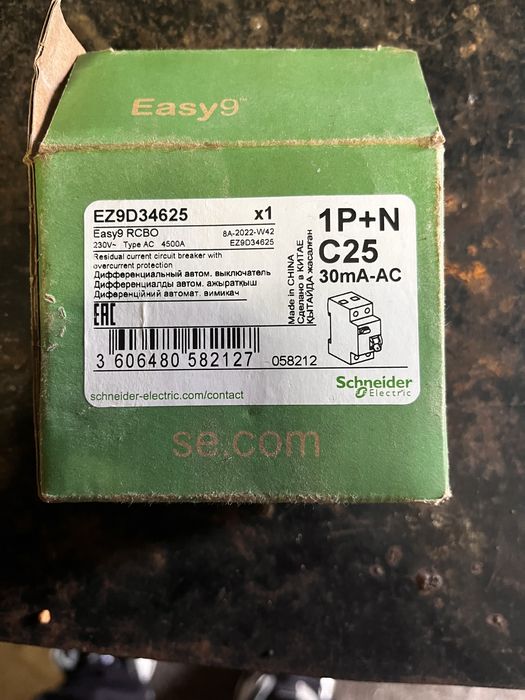 Easy9™
EZ9D34625 x1
Easy9 RCBO 8A-2022-W42
230V~ Type AC 4500A EZ9D34625
Residual current circuit breaker with
overcurrent protection
Дифференциальный автом. выключатель
Дифференциалды автом. ажыратқыш
Диференційний автомат. вимикач
EAC
3 606480 582127 058212
schneider-electric.com/contact
Made in CHINA
Сделано в КИТАЕ
ҚЫТАЙДА жасалған
1P+N
C25
30mA-AC
Schneider
Electric
se.com